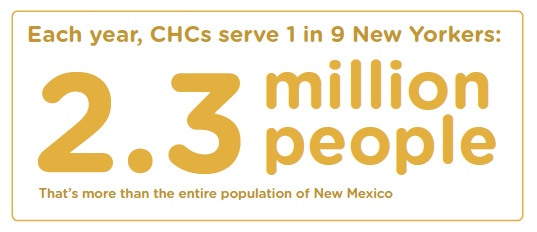 Each year, CHCs serve 1 in 9 New Yorkers:
2.3 million
people
That's more than the entire population of New Mexico